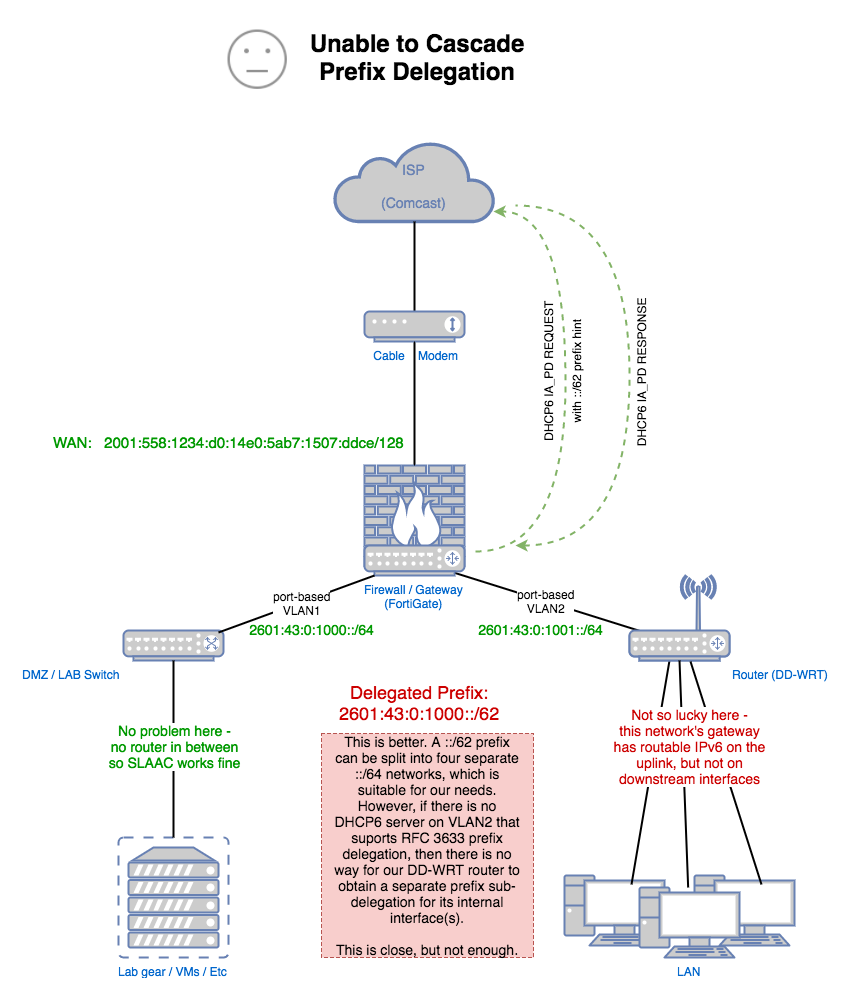 Unable to Cascade
Prefix Delegation
ISP
(Comcast)
DHCP6 IA_PD REQUEST
with ::/62 prefix hint
DHCP6 IA_PD RESPONSE
Cable Modem
WAN: 2001:558:1234:d0:14e0:5ab7:1507:ddce/128
Firewall / Gateway
(FortiGate)
port-based
VLAN1
2601:43:0:1000::/64
port-based
VLAN2
2601:43:0:1001::/64
DMZ / LAB Switch
Router (DD-WRT)
No problem here -
no router in between
so SLAAC works fine
Delegated Prefix:
2601:43:0:1000::/62
This is better. A ::/62 prefix
can be split into four separate
::/64 networks, which is
suitable for our needs.
However, if there is no
DHCP6 server on VLAN2 that
suports RFC 3633 prefix
delegation, then there is no
way for our DD-WRT router to
obtain a separate prefix sub-
delegation for its internal
interface(s).
This is close, but not enough.
Not so lucky here -
this network's gateway
has routable IPv6 on the
uplink, but not on
downstream interfaces
Lab gear / VMs / Etc
LAN